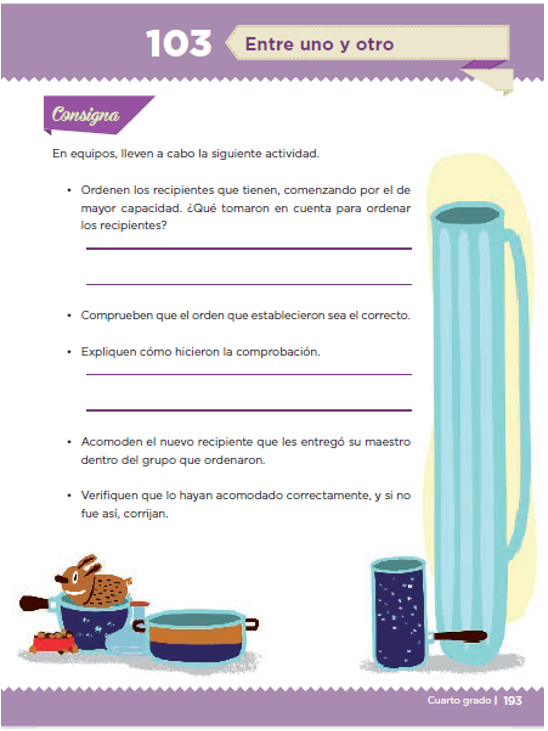 103
Entre uno y otro
Consigna
En equipos, lleven a cabo la siguiente actividad.
• Ordenen los recipientes que tienen, comenzando por el de
mayor capacidad. ¿Qué tomaron en cuenta para ordenar
los recipientes?
• Comprueben que el orden que establecieron sea el correcto.
• Expliquen cómo hicieron la comprobación.
• Acomoden el nuevo recipiente que les entregó su maestro
dentro del grupo que ordenaron.
• Verifiquen que lo hayan acomodado correctamente, y si no
fue así, corrijan.
Cuarto grado | 193